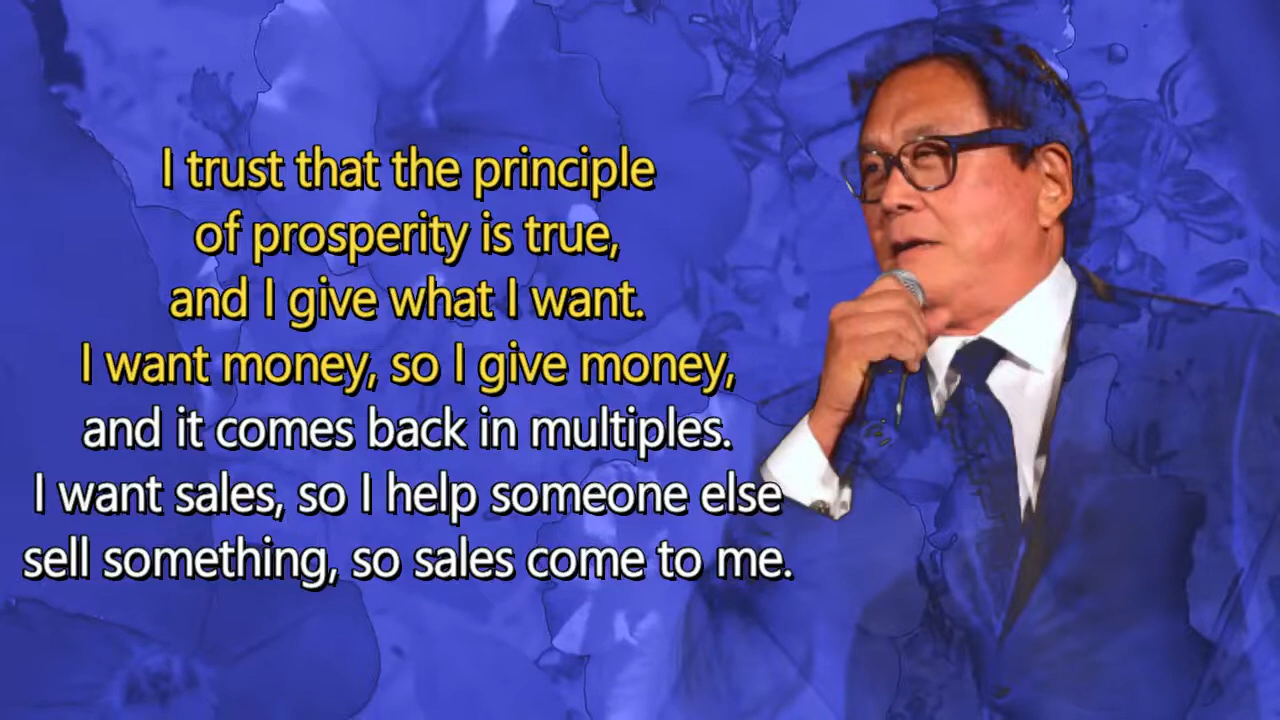 I trust that the principle
of prosperity is true,
and I give what I want.
I want money, so I give money,
and it comes back in multiples.
I want sales, so I help someone else
sell something, so sales come to me.